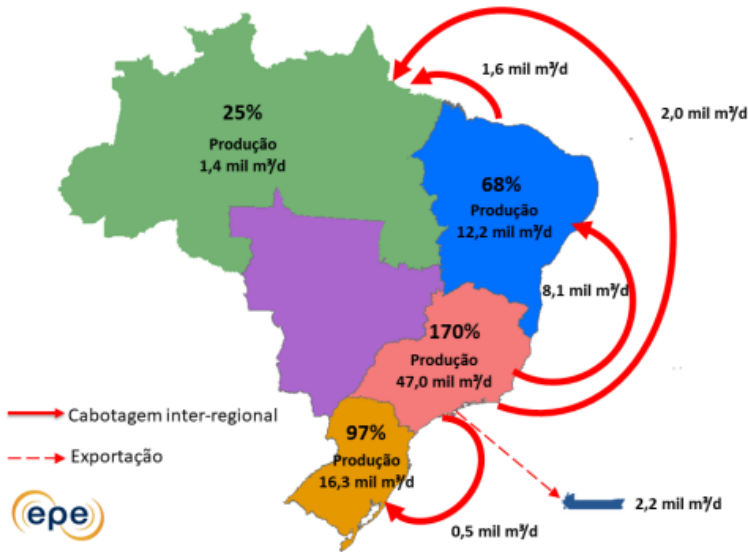 1,6 mil m³/d
2,0 mil m³/d
25%
Produção
1,4 mil m³/d
68%
Produção
12,2 mil m³/d
8,1 mil m³/d
170%
Produção
47,0 mil m³/d
Cabotagem inter-regional
Exportação
97%
Produção
16,3 mil m³/d
2,2 mil m³/d
0,5 mil m³/d
epe